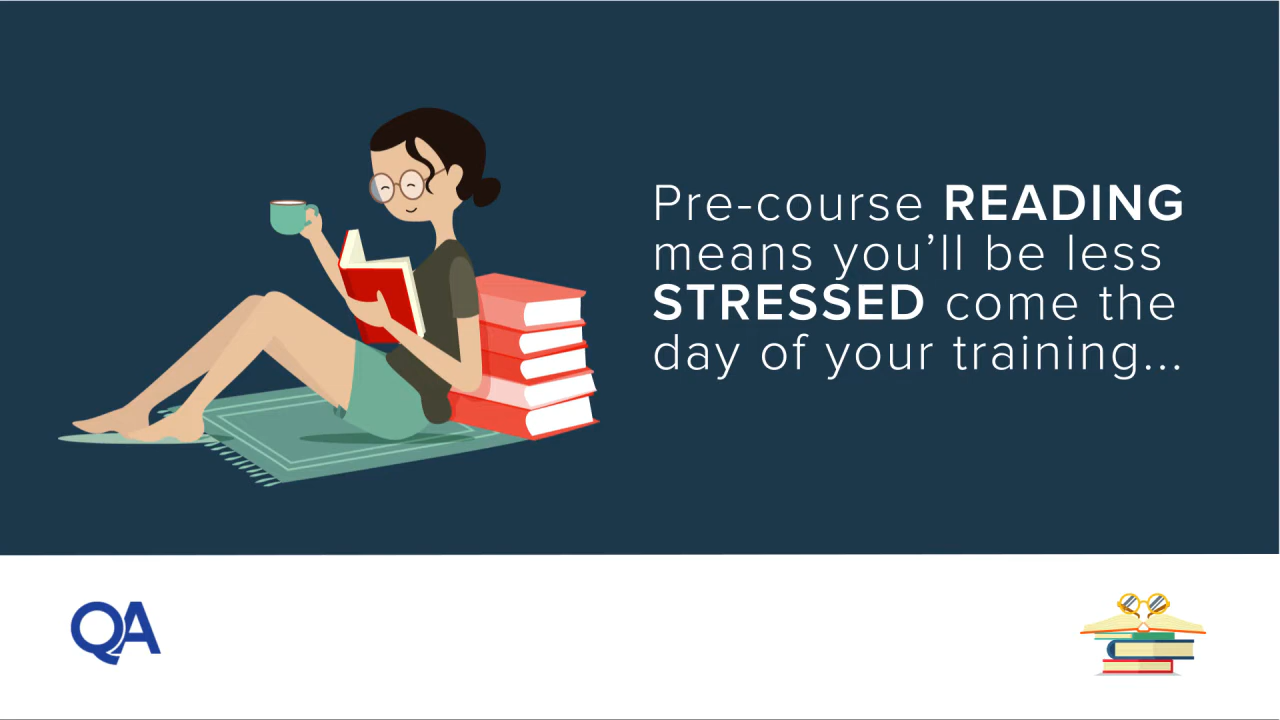 Pre-course READING
means you’ll be less
STRESSED come the
day of your training...
QA